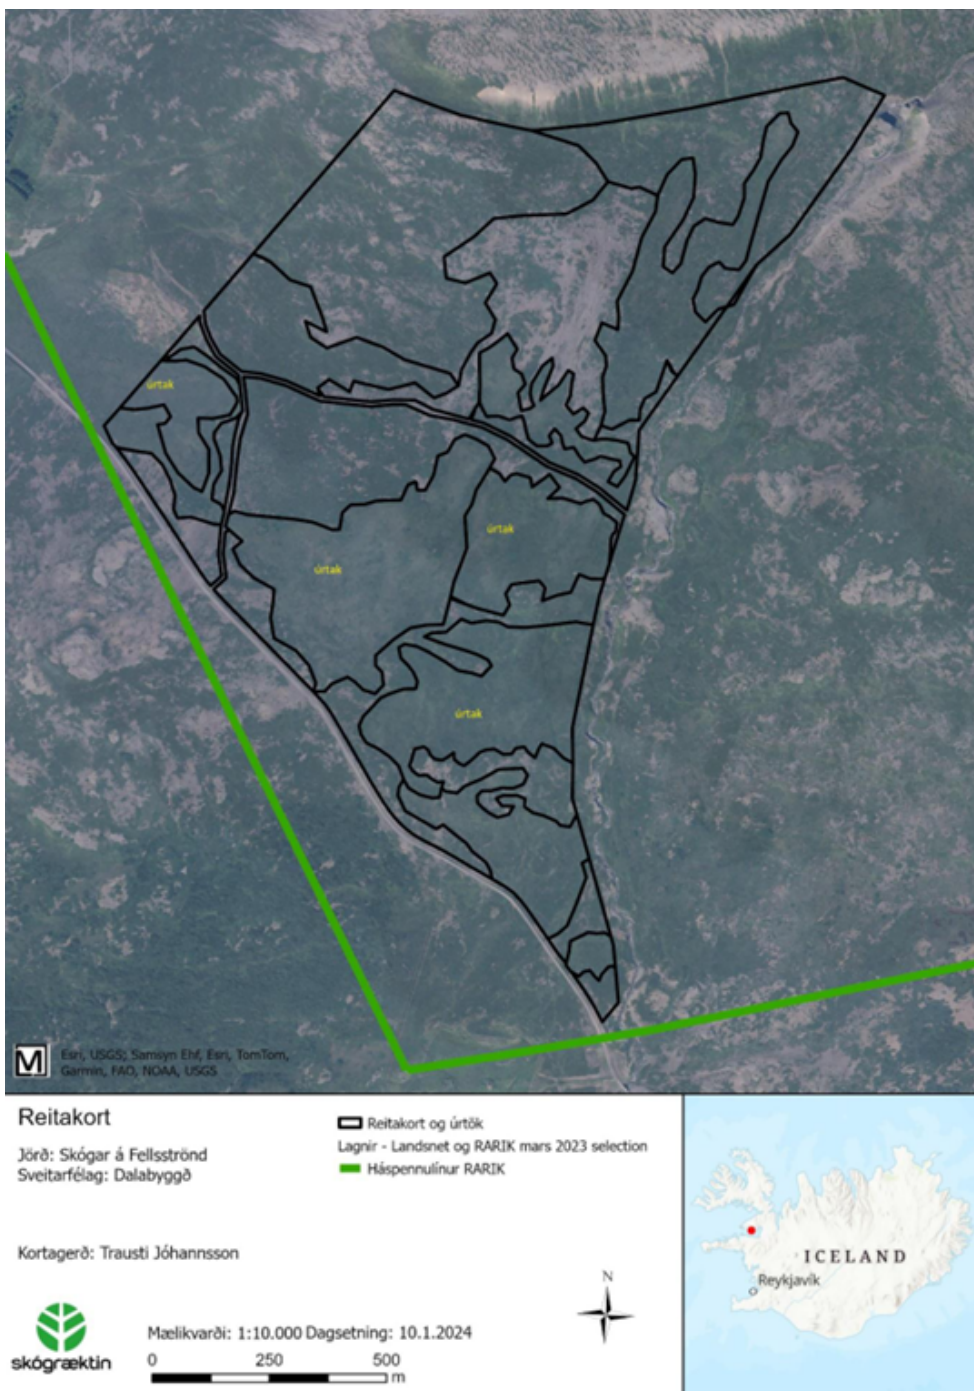 úrtak
úrtak
úrtak
úrtak
M
Esri, USGS; Samsyn Ehf, Esri, TomTom,
Garmin, FAO, NOAA, USGS
Reitakort
Jörð: Skógar á Fellsströnd
Sveitarfélag: Dalabyggð
Kortagerð: Trausti Jóhannsson
Reitakort og úrtök
Lagnir - Landsnet og RARIK mars 2023 selection
Háspennulínur RARIK
N
skógræktin
Mælikvarði: 1:10.000 Dagsetning: 10.1.2024
0 250 500
m
ICELAND
Reykjavík